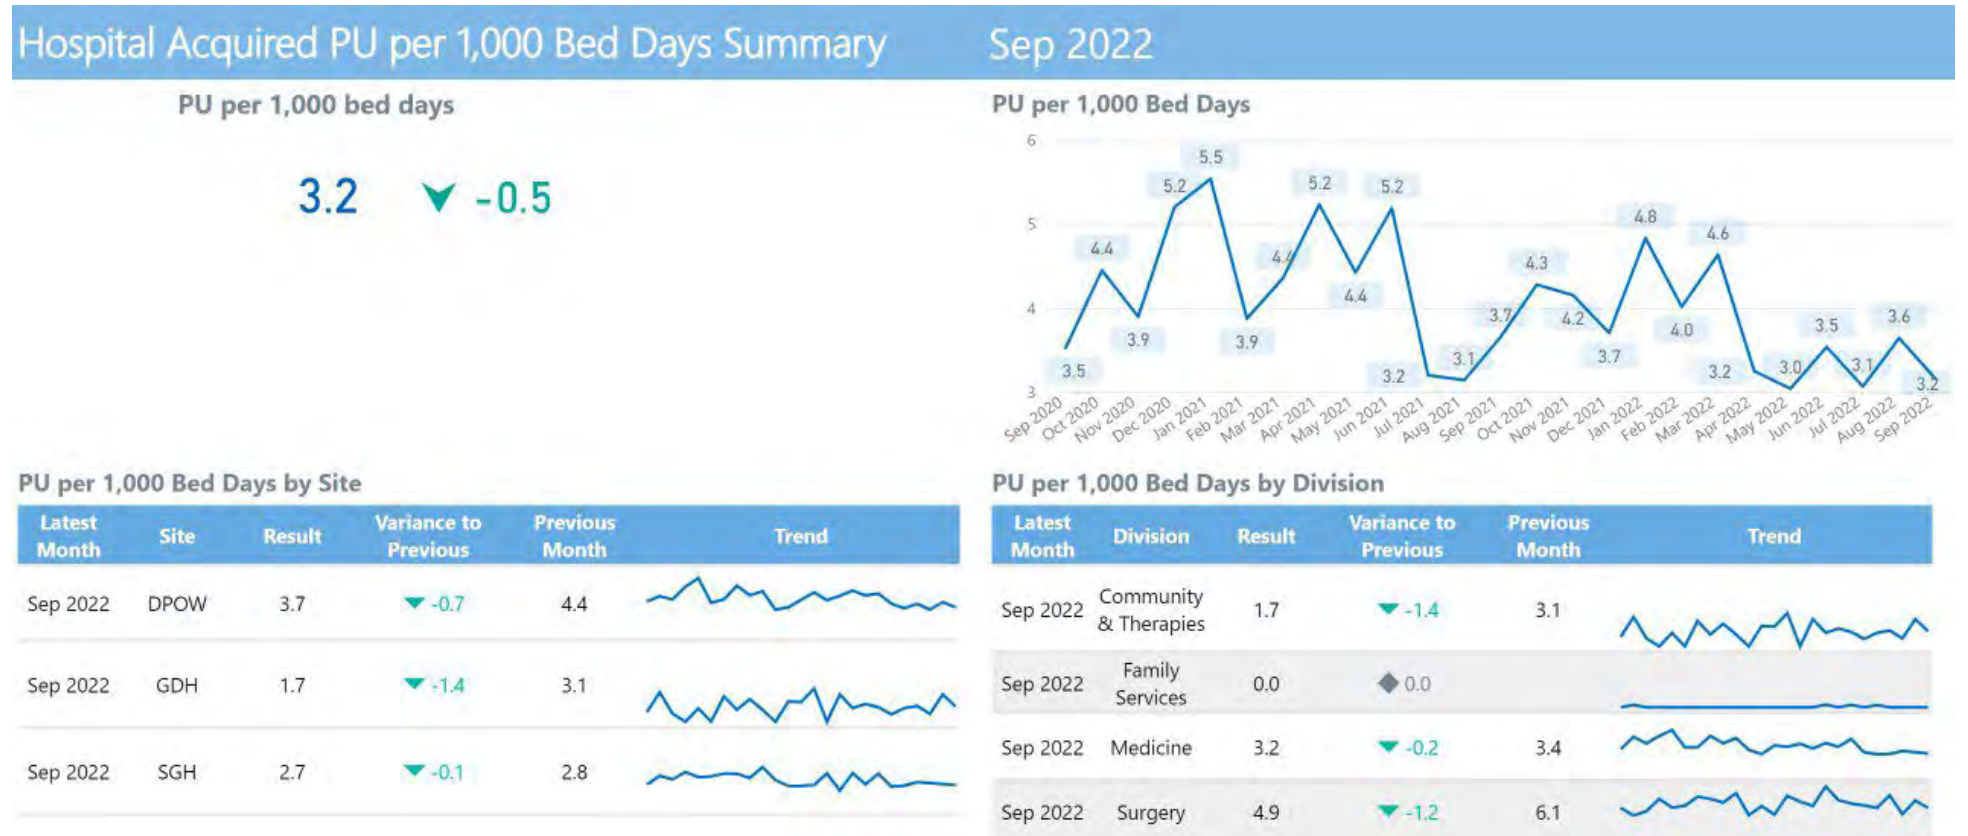 Hospital Acquired PU per 1,000 Bed Days Summary
Sep 2022
PU per 1,000 bed days
3.2 -0.5
PU per 1,000 Bed Days
6
5
4
3
3.5
4.4
3.9
5.2
5.5
3.9
4.4
5.2
4.4
5.2
3.2
3.1
3.7
4.3
4.2
3.7
4.8
4.0
4.6
3.2
3.0
3.5
3.1
3.6
3.2
Sep 2020
Oct 2020
Nov 2020
Dec 2020
Jan 2021
Feb 2021
Mar 2021
Apr 2021
May 2021
Jun 2021
Jul 2021
Aug 2021
Sep 2021
Oct 2021
Nov 2021
Dec 2021
Jan 2022
Feb 2022
Mar 2022
Apr 2022
May 2022
Jun 2022
Jul 2022
Aug 2022
Sep 2022
PU per 1,000 Bed Days by Site
Latest Month Site Result Variance to Previous Previous Month Trend
Sep 2022 DPOW 3.7 -0.7 4.4
Sep 2022 GDH 1.7 -1.4 3.1
Sep 2022 SGH 2.7 -0.1 2.8
PU per 1,000 Bed Days by Division
Latest Month Division Result Variance to Previous Previous Month Trend
Sep 2022 Community & Therapies 1.7 -1.4 3.1
Sep 2022 Family Services 0.0 0.0
Sep 2022 Medicine 3.2 -0.2 3.4
Sep 2022 Surgery 4.9 -1.2 6.1